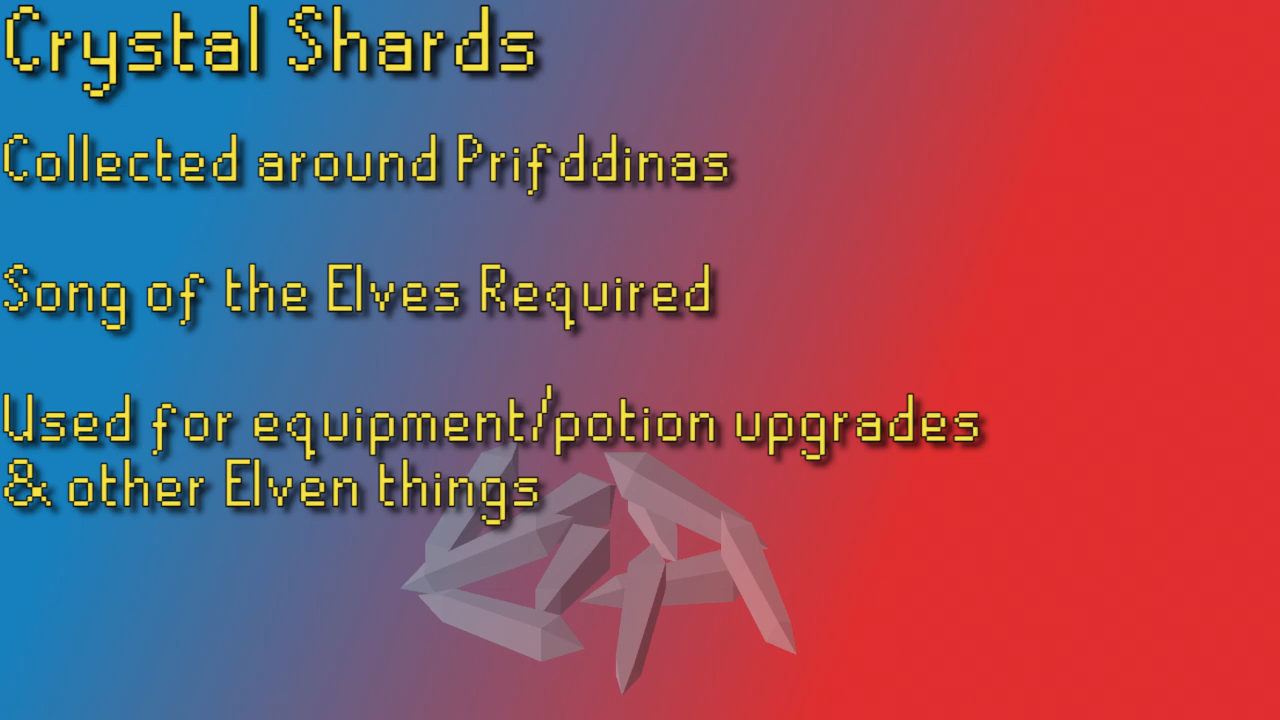 Crystal Shards
Collected around Prifddinas
Song of the Elves Required
Used for equipment/potion upgrades
& other Elven things